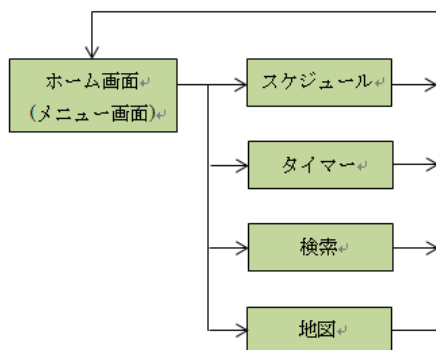 ホーム画面
(メニュー画面)
スケジュール
タイマー
検索
地図